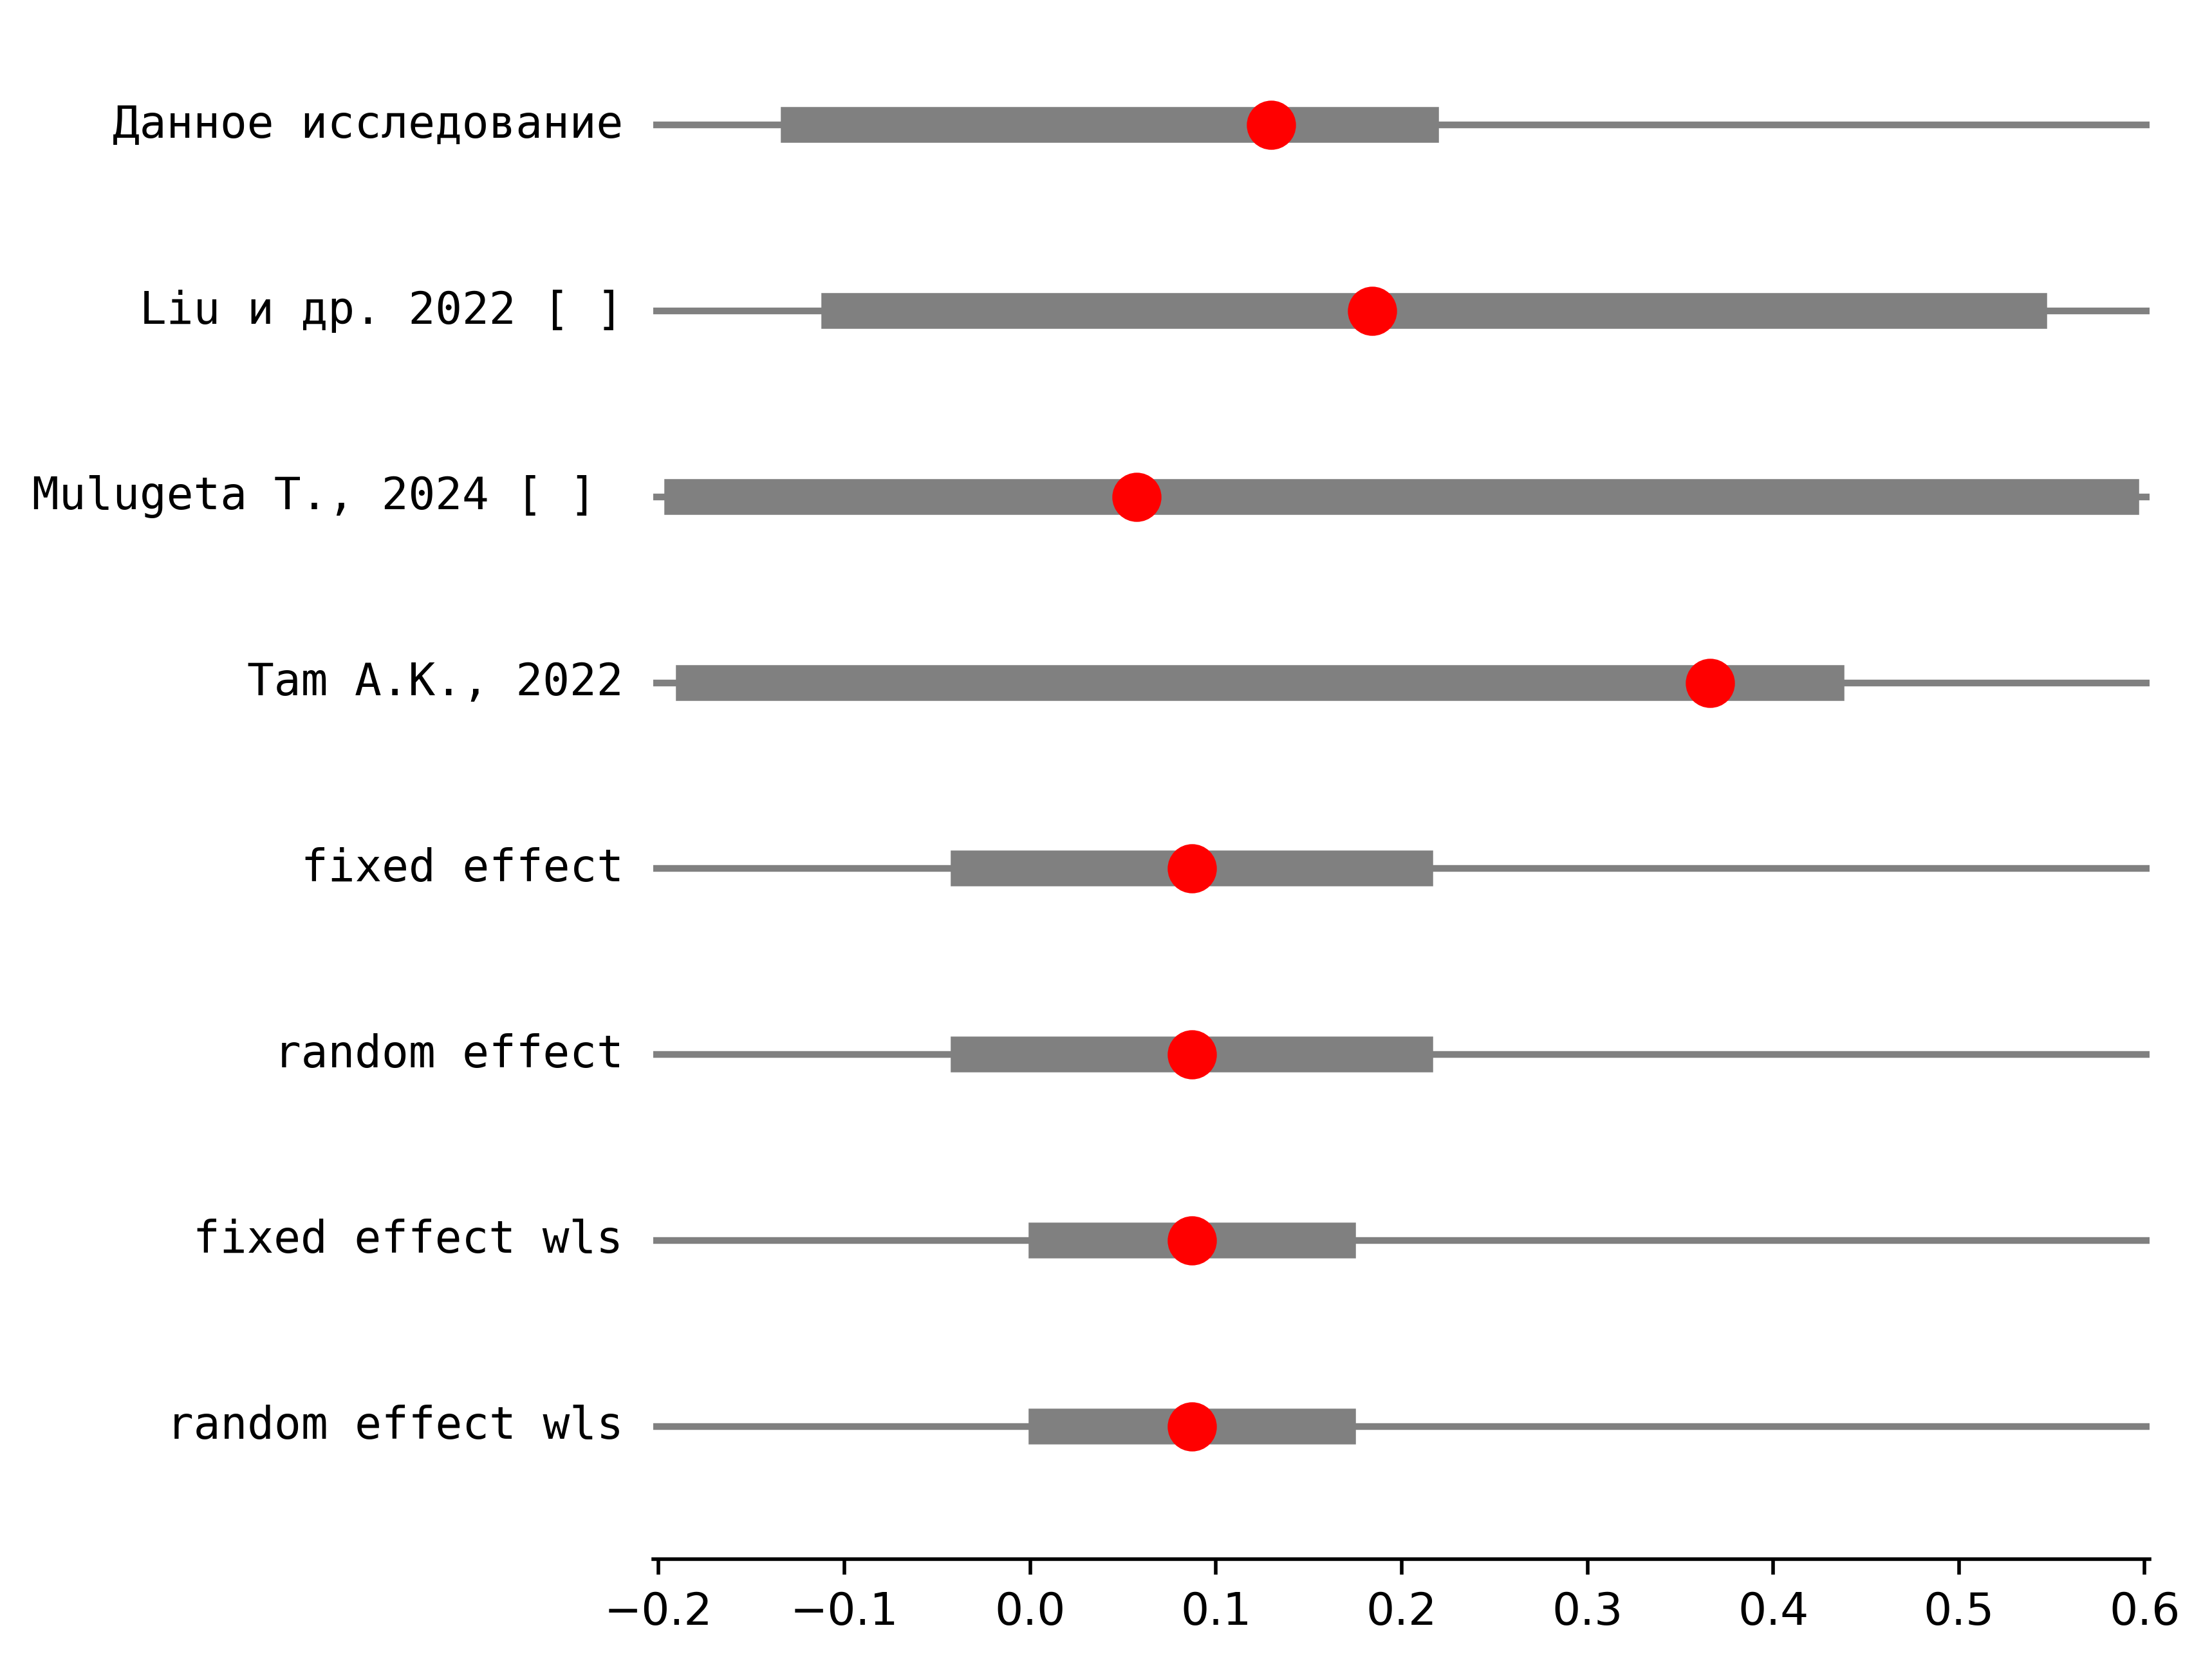 Данное исследование
Liu и др. 2022 [ ]
Mulugeta T., 2024 [ ]
Tam A.K., 2022
fixed effect
random effect
fixed effect wls
random effect wls
−0.2 −0.1 0.0 0.1 0.2 0.3 0.4 0.5 0.6